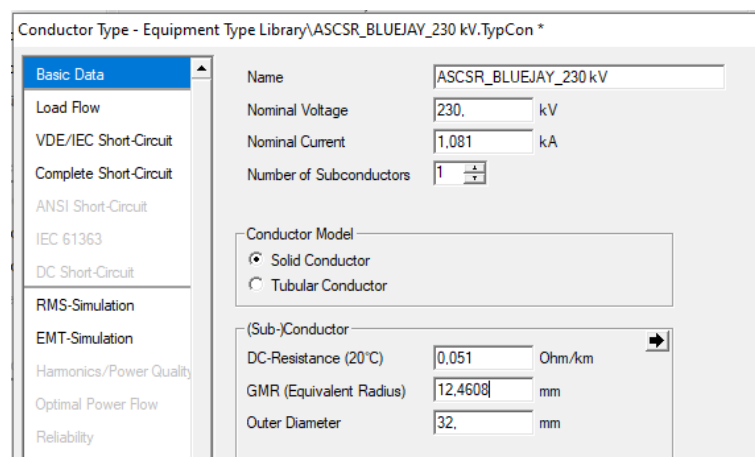 Conductor Type - Equipment Type Library\ASCSR_BLUEJAY_230 kV.TypCon *
Basic Data
Load Flow
VDE/IEC Short-Circuit
Complete Short-Circuit
ANSI Short-Circuit
IEC 61363
DC Short-Circuit
RMS-Simulation
EMT-Simulation
Harmonics/Power Quality
Optimal Power Flow
Reliability
Name ASCSR_BLUEJAY_230 kV
Nominal Voltage 230, kV
Nominal Current 1,081 kA
Number of Subconductors 1
Conductor Model
Solid Conductor
Tubular Conductor
(Sub-)Conductor
DC-Resistance (20°C) 0,051 Ohm/km
GMR (Equivalent Radius) 12,4608 mm
Outer Diameter 32, mm